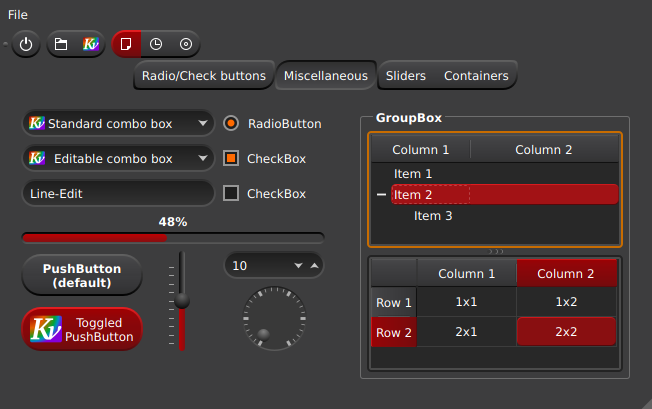 File
Radio/Check buttons
Miscellaneous
Sliders
Containers
Standard combo box
RadioButton
Editable combo box
CheckBox
Line-Edit
CheckBox
48%
PushButton
(default)
10
Toggled
PushButton
GroupBox
Column 1
Column 2
Item 1
Item 2
Item 3
Column 1
Column 2
Row 1
1x1
1x2
Row 2
2x1
2x2